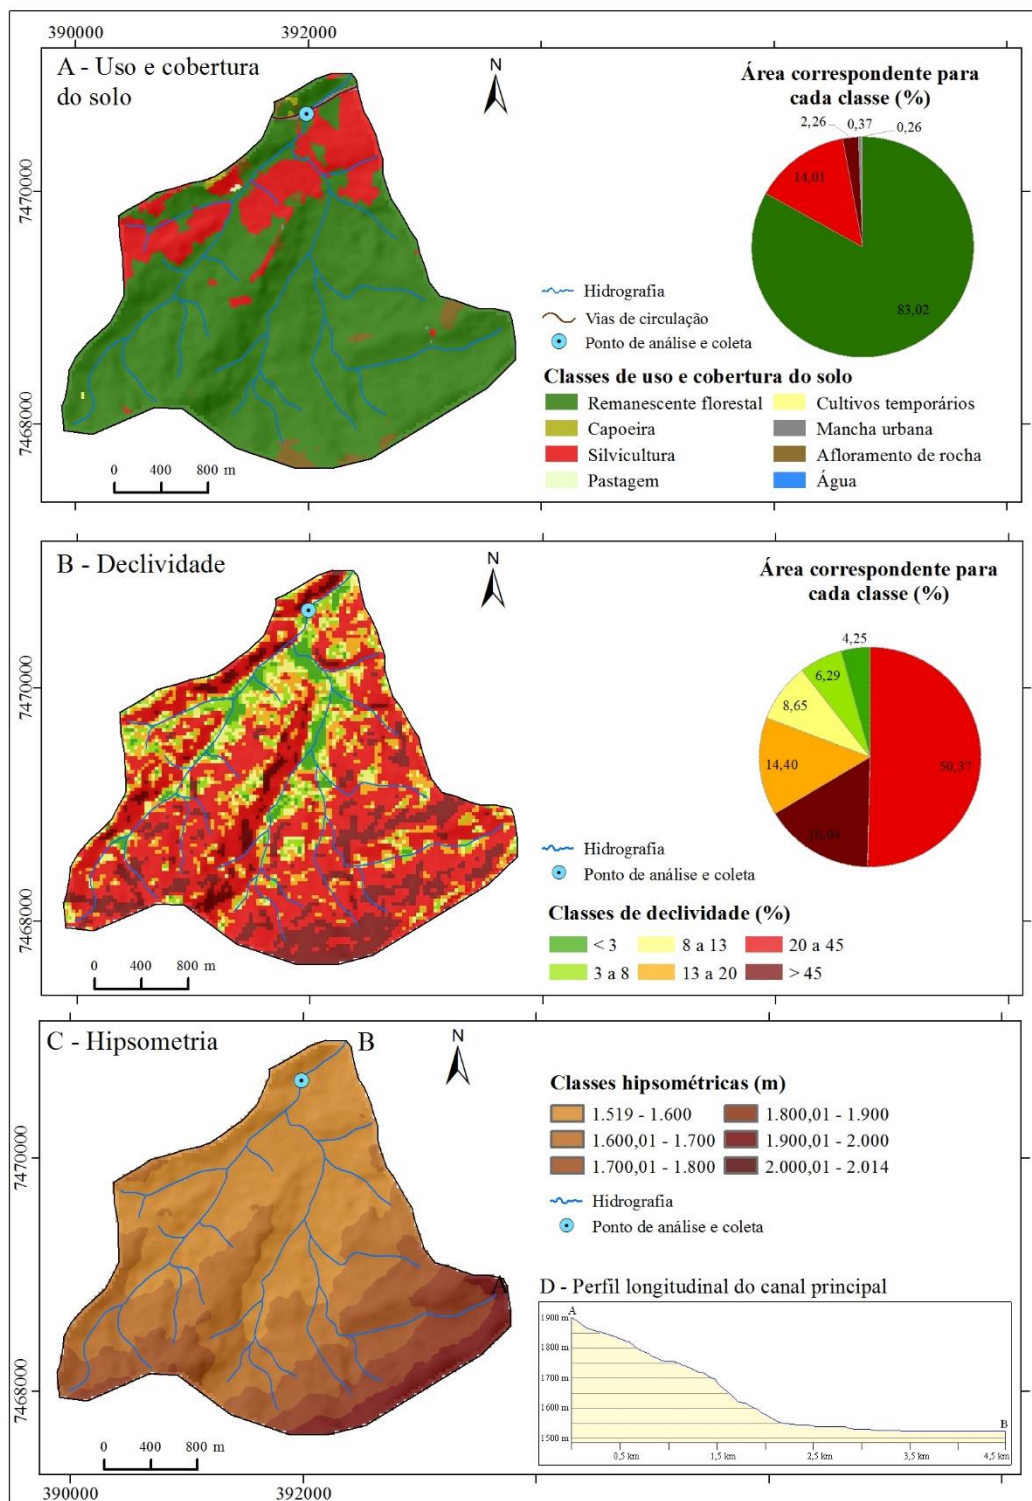 390000
392000
A - Uso e cobertura
do solo
N
Área correspondente para
cada classe (%)
2,26
0,37
0,26
14,01
83,02
7470000
7468000
Hidrografia
Vias de circulação
Ponto de análise e coleta
Classes de uso e cobertura do solo
Remanescente florestal
Cultivos temporários
Capoeira
Mancha urbana
Silvicultura
Afloramento de rocha
Pastagem
Água
0 400 800 m
B - Declividade
N
Área correspondente para
cada classe (%)
4,25
6,29
8,65
14,40
50,37
16,04
7470000
7468000
Hidrografia
Ponto de análise e coleta
Classes de declividade (%)
< 3
8 a 13
20 a 45
3 a 8
13 a 20
> 45
0 400 800 m
C - Hipsometria
B
N
Classes hipsométricas (m)
1.519 - 1.600
1.800,01 - 1.900
1.600,01 - 1.700
1.900,01 - 2.000
1.700,01 - 1.800
2.000,01 - 2.014
Hidrografia
Ponto de análise e coleta
7470000
7468000
A
D - Perfil longitudinal do canal principal
A
1900 m
1800 m
1700 m
1600 m
1500 m
B
0,5 km
1,5 km
2,5 km
3,5 km
4,5 km
0 400 800 m
390000
392000